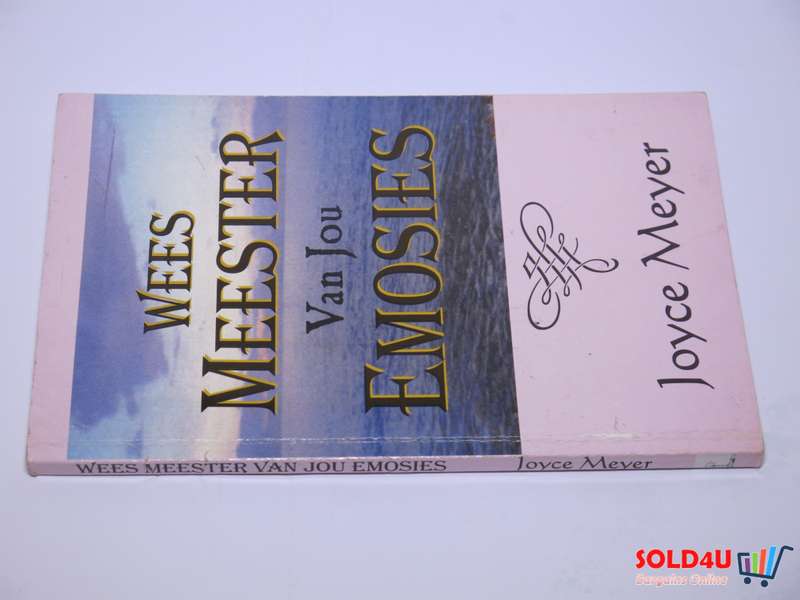 WEES
MEESTER
Van Jou
EMOSIES
Joyce Meyer
WEES MEESTER VAN JOU EMOSIES Joyce Meyer
SOLD4U
Bargains Online